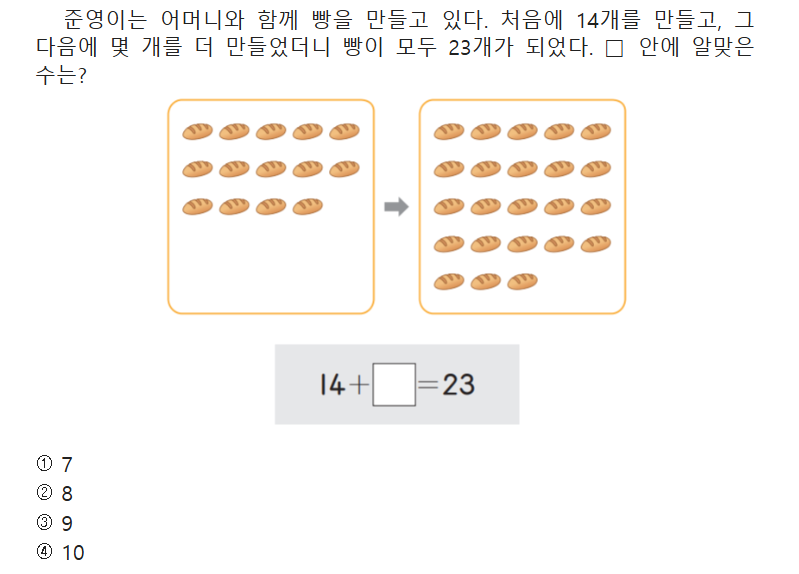 준영이는 어머니와 함께 빵을 만들고 있다. 처음에 14개를 만들고, 그
다음에 몇 개를 더 만들었더니 빵이 모두 23개가 되었다. □ 안에 알맞은
수는?
14+□=23
① 7
② 8
③ 9
④ 10